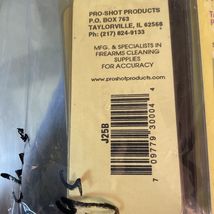 PRO-SHOT PRODUCTS
P.O. BOX 763
TAYLORVILLE, IL 62568
Ph: (217) 824-9133
MFG. & SPECIALISTS IN
FIREARMS CLEANING
SUPPLIES
FOR ACCURACY
www.proshotproducts.com
J25B
7 09779 30004 4